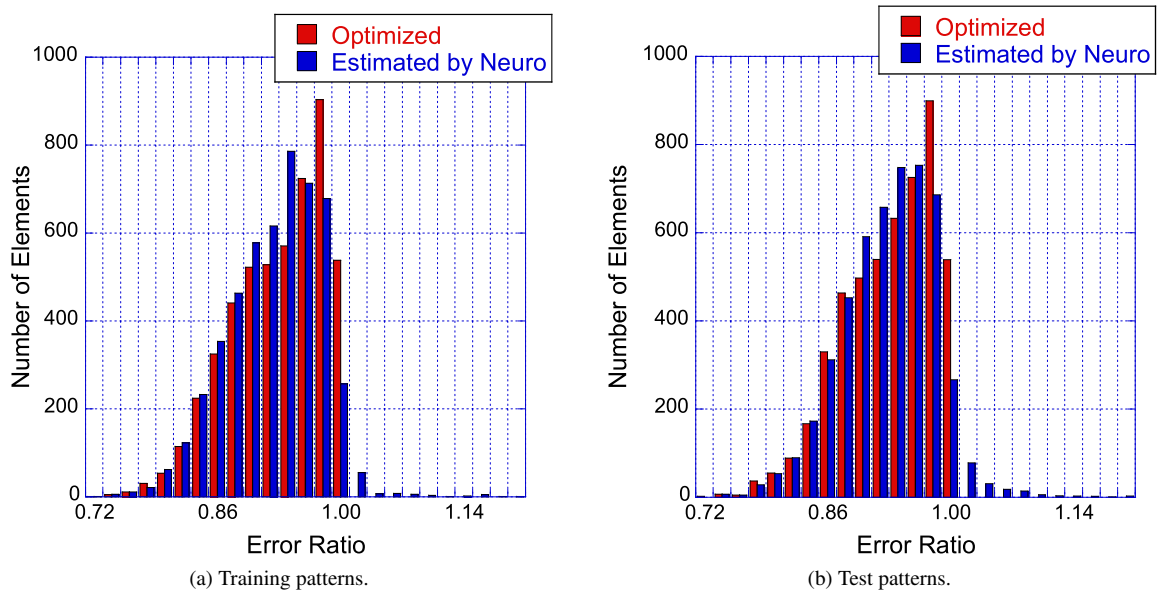 Optimized
Estimated by Neuro
1000
800
600
400
200
0
0.72 0.86 1.00 1.14
Number of Elements
Error Ratio
(a) Training patterns.
Optimized
Estimated by Neuro
1000
800
600
400
200
0
0.72 0.86 1.00 1.14
Number of Elements
Error Ratio
(b) Test patterns.